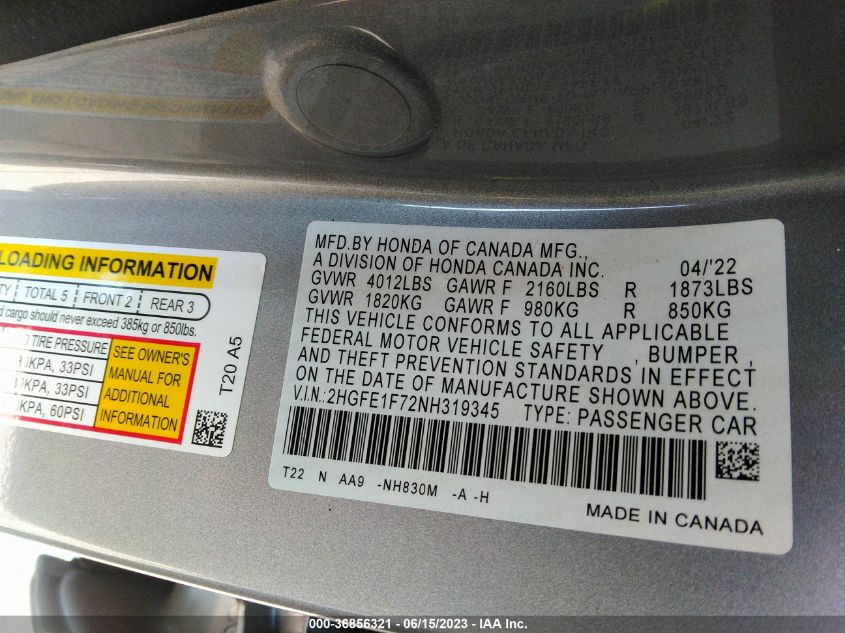 LOADING INFORMATION
TOTAL 5 FRONT 2 REAR 3
cargo should never exceed 385kg or 850lbs.
TIRE PRESSURE
KPA, 33PSI
KPA, 33PSI
KPA, 60PSI
SEE OWNER'S
MANUAL FOR
ADDITIONAL
INFORMATION
T20 A5
MFD.BY HONDA OF CANADA MFG.,
A DIVISION OF HONDA CANADA INC. 04/'22
GVWR 4012LBS GAWR F 2160LBS R 1873LBS
GVWR 1820KG GAWR F 980KG R 850KG
THIS VEHICLE CONFORMS TO ALL APPLICABLE
FEDERAL MOTOR VEHICLE SAFETY , BUMPER ,
AND THEFT PREVENTION STANDARDS IN EFFECT
ON THE DATE OF MANUFACTURE SHOWN ABOVE.
V.I.N.: 2HGFE1F72NH319345 TYPE: PASSENGER CAR
T22 N AA9 -NH830M -A -H
MADE IN CANADA
000-36856321 - 06/15/2023 - IAA Inc.